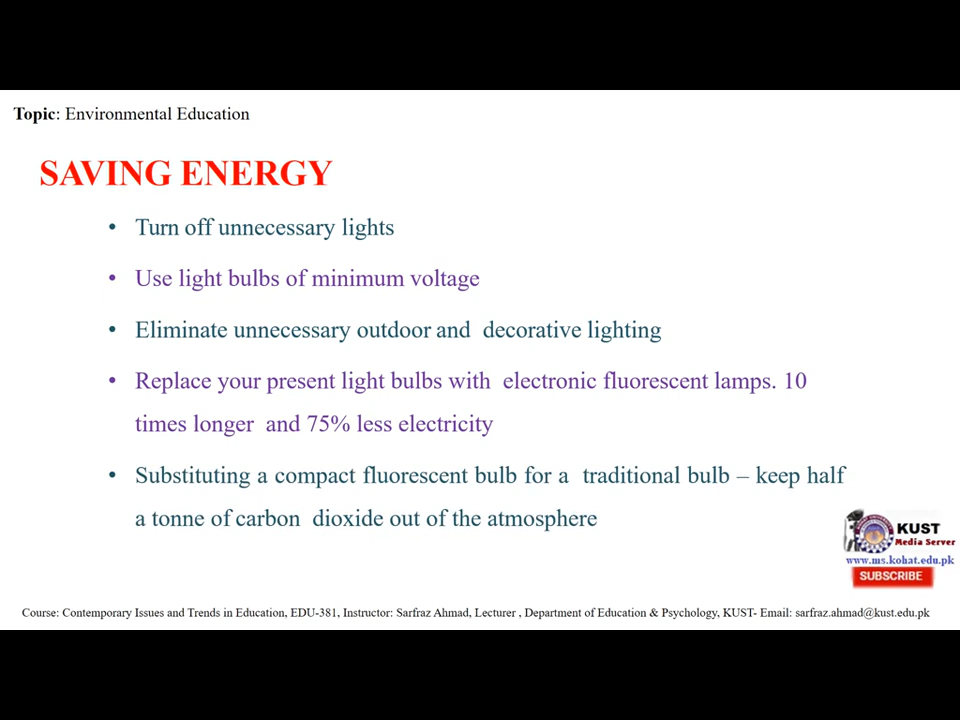 Topic: Environmental Education
SAVING ENERGY
• Turn off unnecessary lights
• Use light bulbs of minimum voltage
• Eliminate unnecessary outdoor and decorative lighting
• Replace your present light bulbs with electronic fluorescent lamps. 10
times longer and 75% less electricity
• Substituting a compact fluorescent bulb for a traditional bulb – keep half
a tonne of carbon dioxide out of the atmosphere
KUST
Media Server
www.ms.kohat.edu.pk
SUBSCRIBE
Course: Contemporary Issues and Trends in Education, EDU-381, Instructor: Sarfraz Ahmad, Lecturer , Department of Education & Psychology, KUST- Email: sarfraz.ahmad@kust.edu.pk